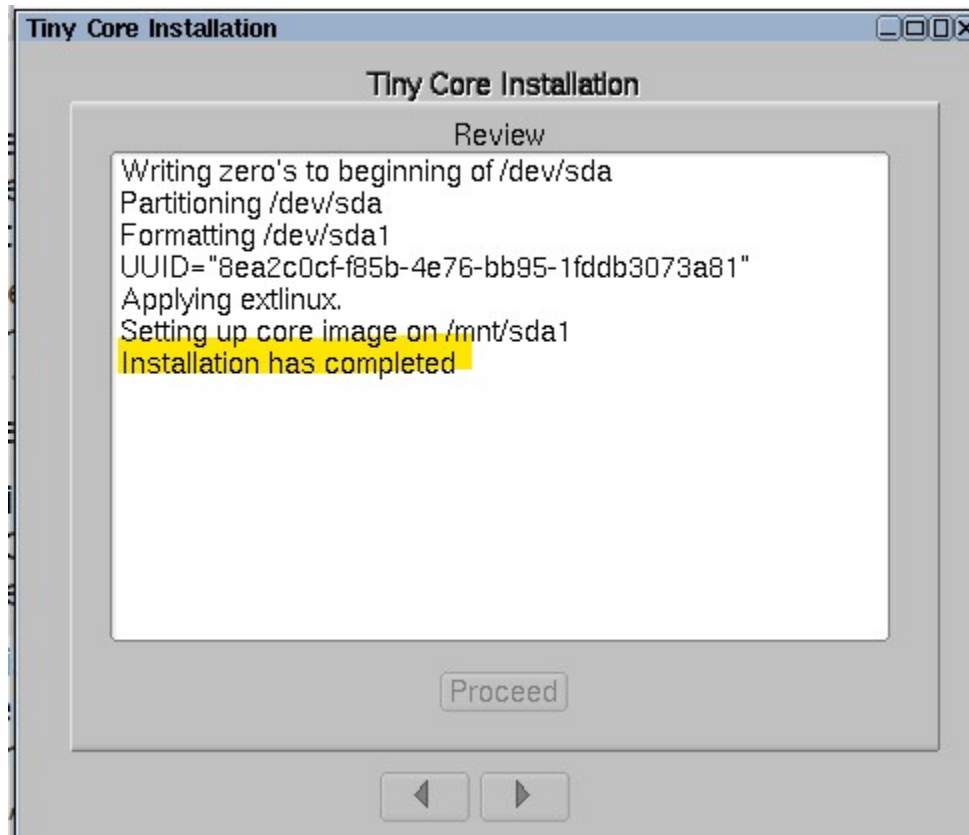 Tiny Core Installation
Tiny Core Installation
Review
Writing zero's to beginning of /dev/sda
Partitioning /dev/sda
Formatting /dev/sda1
UUID="8ea2c0cf-f85b-4e76-bb95-1fddb3073a81"
Applying extlinux.
Setting up core image on /mnt/sda1
Installation has completed
Proceed